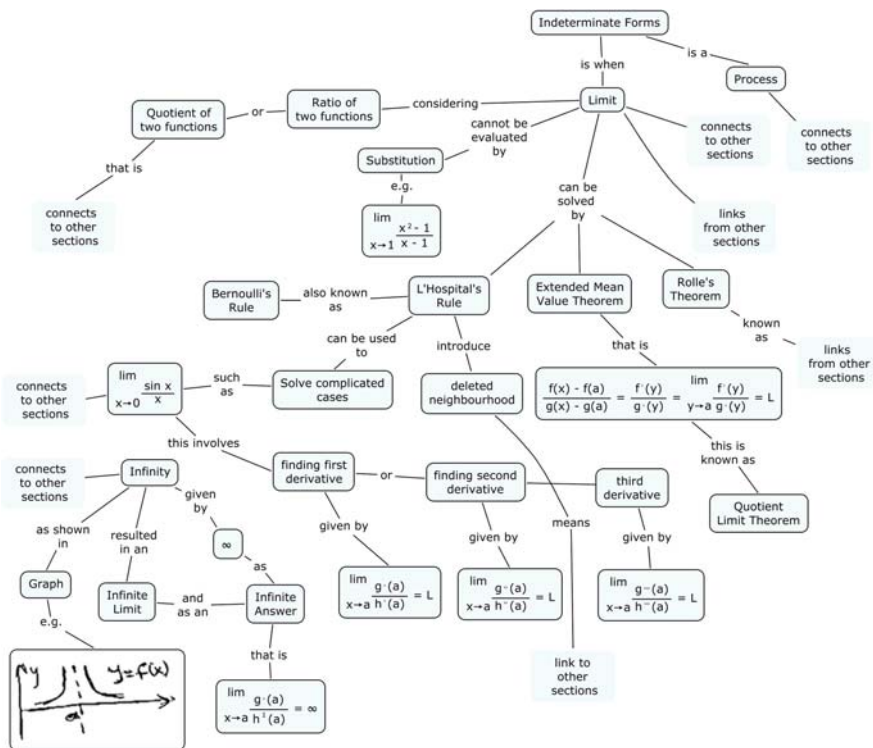 Indeterminate Forms
is when
is a
Process
Limit
connects
to other
sections
connects
to other
sections
considering
Ratio of
two functions
or
Quotient of
two functions
that is
connects
to other
sections
cannot be
evaluated
by
Substitution
e.g.
lim
x→1
x² - 1
x - 1
can be
solved
by
links
from other
sections
L'Hospital's
Rule
also known
as
Bernoulli's
Rule
Extended Mean
Value Theorem
Rolle's
Theorem
known
as
links
from other
sections
can be used
to
introduce
that is
connects
to other
sections
lim
x→0
sin x
x
such
as
Solve complicated
cases
deleted
neighbourhood
f(x) - f(a)
g(x) - g(a)
=
f'(y)
g'(y)
=
lim
y→a
f'(y)
g'(y)
= L
this involves
this is
known as
Quotient
Limit Theorem
connects
to other
sections
Infinity
given
by
finding first
derivative
or
finding second
derivative
third
derivative
as shown
in
resulted
in an
∞
as
given by
given by
means
given by
Graph
Infinite
Limit
and
as an
Infinite
Answer
lim
x→a
(a)
(a)
= L
lim
x→a
(a)
(a)
= L
lim
x→a
(a)
(a)
= L
e.g.
that is
link to
other
sections
y
y=f(x)
a
lim
x→a
(a)
(a)
= ∞